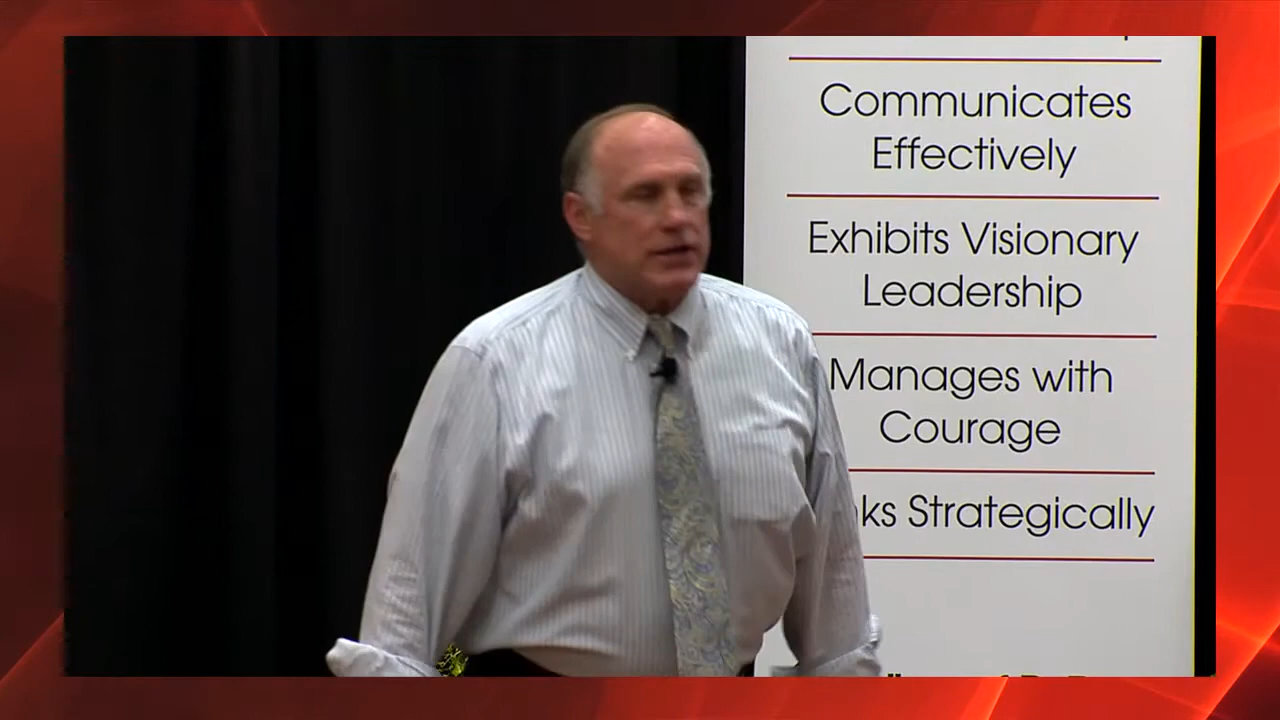 Communicates
Effectively
Exhibits Visionary
Leadership
Manages with
Courage
Strategically